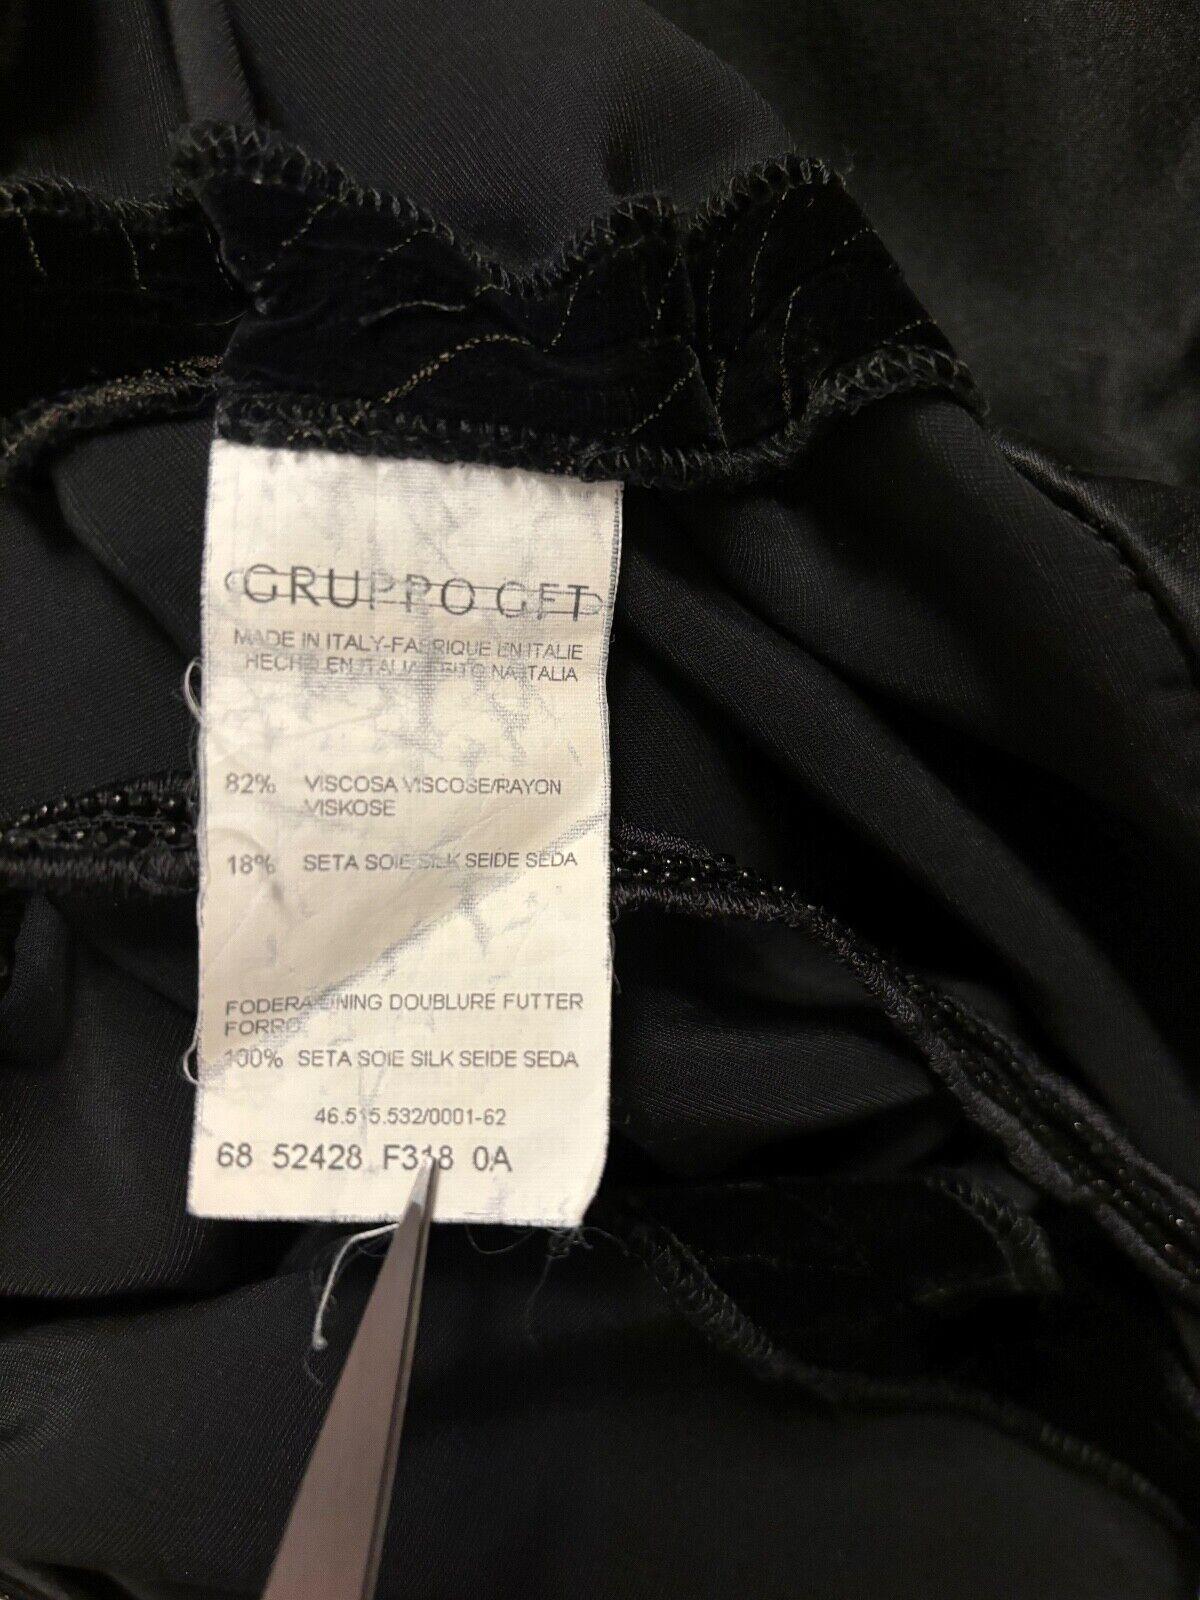 GRUPPO GFT
MADE IN ITALY-FABRIQUE EN ITALIE
HECHO EN ITALIA-FEITO NA ITALIA
82% VISCOSA VISCOSE/RAYON
VISKOSE
18% SETA SOIE SILK SEIDE SEDA
FODERA LINING DOUBLURE FUTTER
FORRO
100% SETA SOIE SILK SEIDE SEDA
46.515.532/0001-62
68 52428 F318 0A